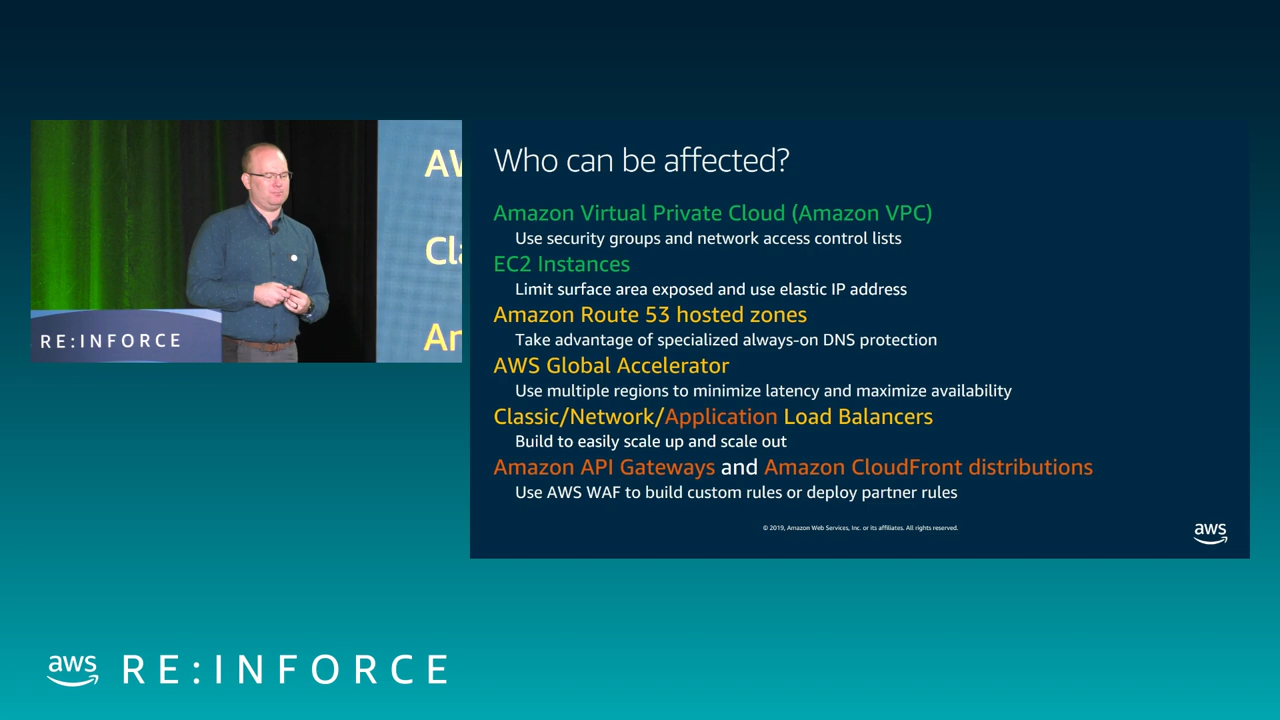 AW
Cla
Am
RE:INFORCE
Who can be affected?
Amazon Virtual Private Cloud (Amazon VPC)
Use security groups and network access control lists
EC2 Instances
Limit surface area exposed and use elastic IP address
Amazon Route 53 hosted zones
Take advantage of specialized always-on DNS protection
AWS Global Accelerator
Use multiple regions to minimize latency and maximize availability
Classic/Network/Application Load Balancers
Build to easily scale up and scale out
Amazon API Gateways and Amazon CloudFront distributions
Use AWS WAF to build custom rules or deploy partner rules
© 2019, Amazon Web Services, Inc. or its affiliates. All rights reserved.
aws
aws RE:INFORCE